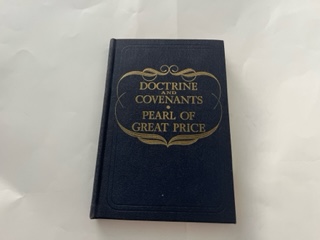 DOCTRINE
AND
COVENANTS
PEARL OF
GREAT PRICE